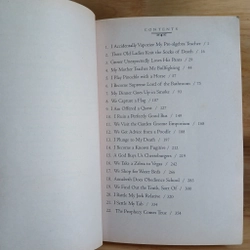 CONTENTS
1. I Accidentally Vaporize My Pre-algebra Teacher / 1
2. Three Old Ladies Knit the Socks of Death /
3. Grover Unexpectedly Loses His Pants /
4. My Mother Teaches Me Bullfighting /
5. I Play Pinochle with a Horse /
6. I Become Supreme Lord of the Bathroom /
7. My Dinner Goes Up in Smoke /
8. We Capture a Flag /
9. I Am Offered a Quest /
10. I Ruin a Perfectly Good Bus /
11. We Visit the Garden Gnome Emporium /
12. We Get Advice from a Poodle /
13. I Plunge to My Death /
14. I Become a Known Fugitive /
15. A God Buys Us Cheeseburgers /
16. We Take a Zebra to Vegas /
17. We Shop for Water Beds /
18. Annabeth Does Obedience School /
19. We Find Out the Truth, Sort Of /
20. I Battle My Jerk Relative /
21. I Settle My
22. The Prophecy Comes True /